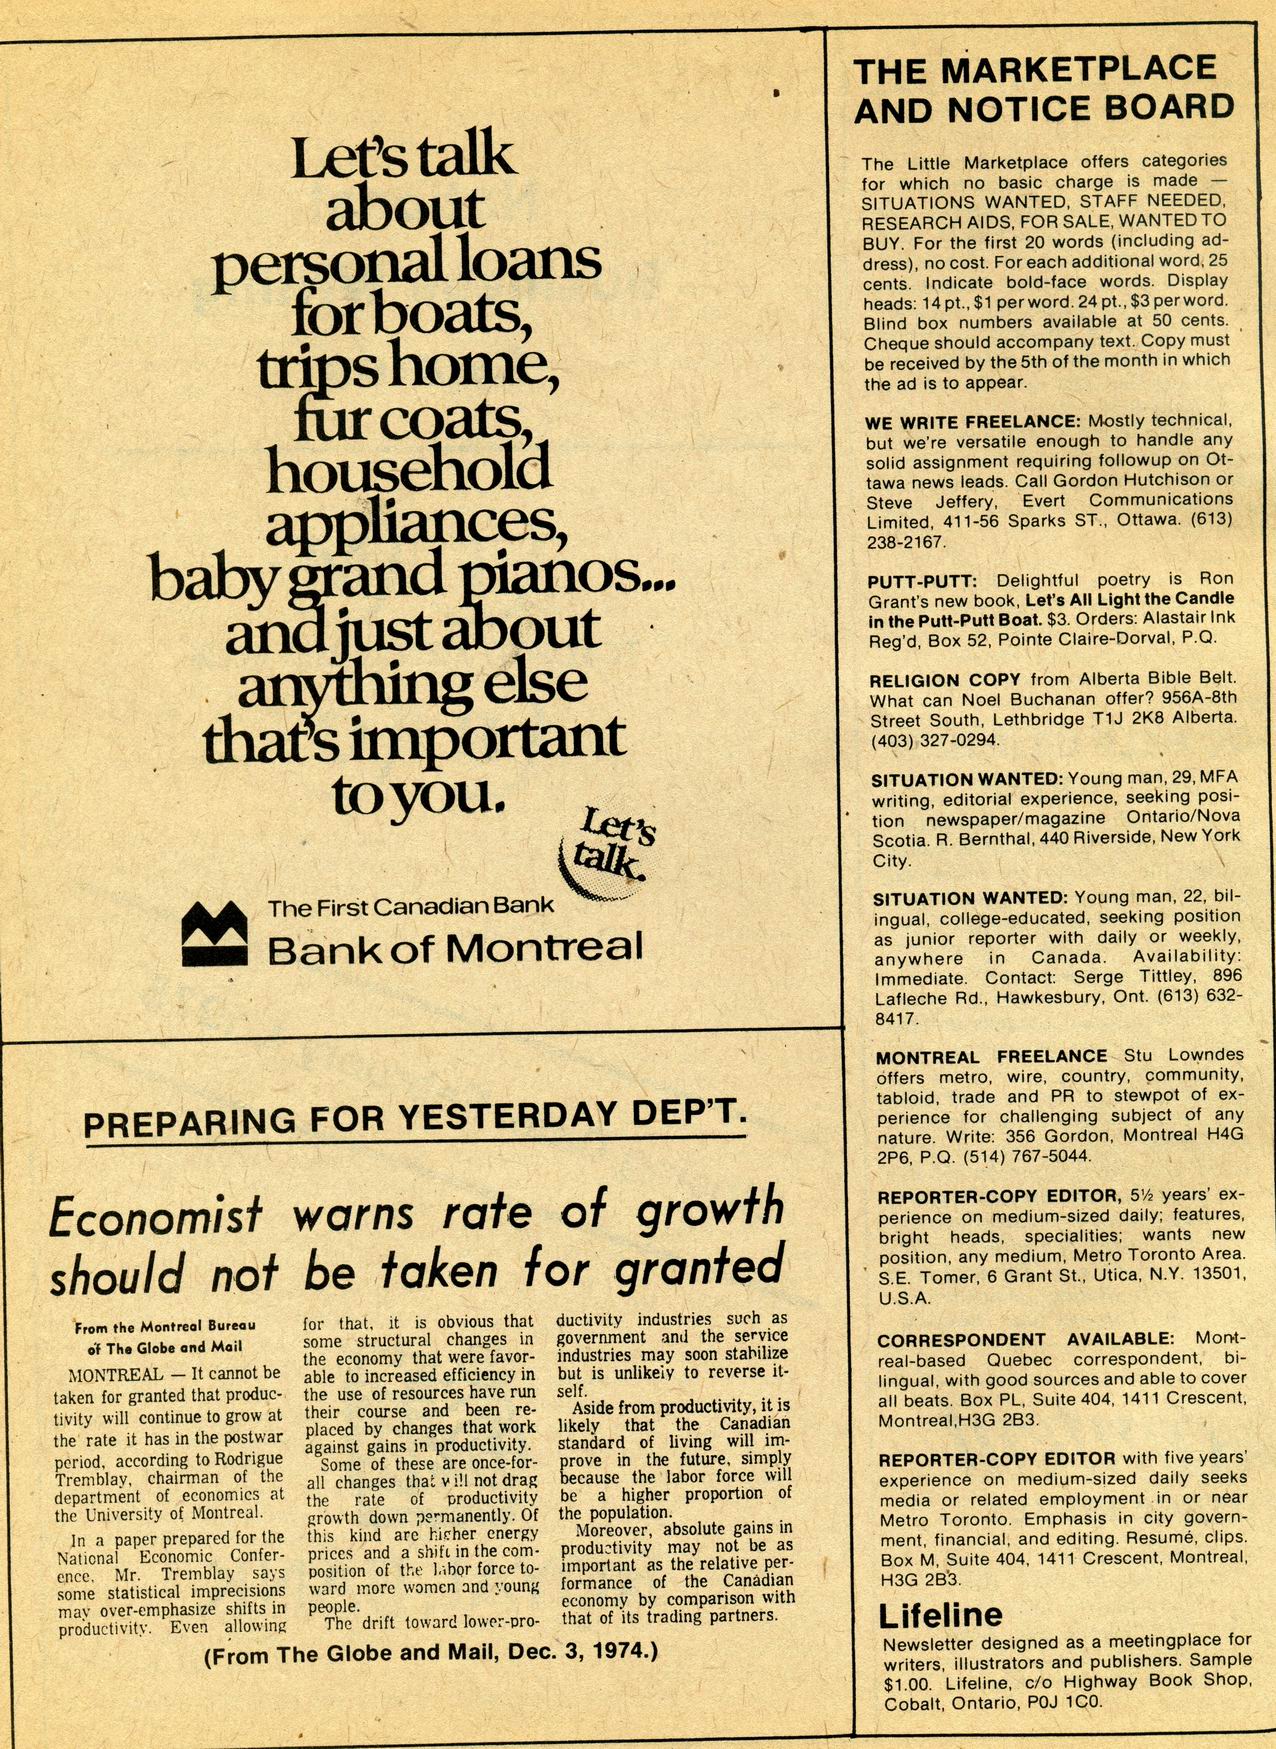 Let's talk
about
personal loans
for boats,
trips home,
fur coats,
household
appliances,
baby grand pianos...
and just about
anything else
that's important
to you.
Let's
talk.
The First Canadian Bank
Bank of Montreal
PREPARING FOR YESTERDAY DEP'T.
Economist warns rate of growth
should not be taken for granted
From the Montreal Bureau
of The Globe and Mail
MONTREAL — It cannot be
taken for granted that produc-
tivity will continue to grow at
the rate it has in the postwar
period, according to Rodrigue
Tremblay, chairman of the
department of economics at
the University of Montreal.
In a paper prepared for the
National Economic Confer-
ence, Mr. Tremblay says
some statistical imprecisions
may over-emphasize shifts in
productivity. Even allowing
for that, it is obvious that
some structural changes in
the economy that were favor-
able to increased efficiency in
the use of resources have run
their course and been re-
placed by changes that work
against gains in productivity.
Some of these are once-for-
all changes that will not drag
the rate of productivity
growth down permanently. Of
this kind are higher energy
prices and a shift in the com-
position of the labor force to-
ward more women and young
people.
The drift toward lower-pro-
ductivity industries such as
government and the service
industries may soon stabilize
but is unlikely to reverse it-
self.
Aside from productivity, it is
likely that the Canadian
standard of living will im-
prove in the future, simply
because the labor force will
be a higher proportion of
the population.
Moreover, absolute gains in
productivity may not be as
important as the relative per-
formance of the Canadian
economy by comparison with
that of its trading partners.
(From The Globe and Mail, Dec. 3, 1974.)
THE MARKETPLACE
AND NOTICE BOARD
The Little Marketplace offers categories
for which no basic charge is made —
SITUATIONS WANTED, STAFF NEEDED,
RESEARCH AIDS, FOR SALE, WANTED TO
BUY. For the first 20 words (including ad-
dress), no cost. For each additional word, 25
cents. Indicate bold-face words. Display
heads: 14 pt., $1 per word. 24 pt., $3 per word.
Blind box numbers available at 50 cents.
Cheque should accompany text. Copy must
be received by the 5th of the month in which
the ad is to appear.
WE WRITE FREELANCE: Mostly technical,
but we're versatile enough to handle any
solid assignment requiring followup on Ot-
tawa news leads. Call Gordon Hutchison or
Steve Jeffery, Evert Communications
Limited, 411-56 Sparks ST., Ottawa. (613)
238-2167.
PUTT-PUTT: Delightful poetry is Ron
Grant's new book, Let's All Light the Candle
in the Putt-Putt Boat. $3. Orders: Alastair Ink
Reg'd, Box 52, Pointe Claire-Dorval, P.Q.
RELIGION COPY from Alberta Bible Belt.
What can Noel Buchanan offer? 956A-8th
Street South, Lethbridge T1J 2K8 Alberta.
(403) 327-0294.
SITUATION WANTED: Young man, 29, MFA
writing, editorial experience, seeking posi-
tion newspaper/magazine Ontario/Nova
Scotia. R. Bernthal, 440 Riverside, New York
City.
SITUATION WANTED: Young man, 22, bil-
ingual, college-educated, seeking position
as junior reporter with daily or weekly,
anywhere in Canada. Availability:
Immediate. Contact: Serge Tittley, 896
Lafleche Rd., Hawkesbury, Ont. (613) 632-
8417.
MONTREAL FREELANCE Stu Lowndes
offers metro, wire, country, community,
tabloid, trade and PR to stewpot of ex-
perience for challenging subject of any
nature. Write: 356 Gordon, Montreal H4G
2P6, P.Q. (514) 767-5044.
REPORTER-COPY EDITOR, 5½ years' ex-
perience on medium-sized daily; features,
bright heads, specialities; wants new
position, any medium, Metro Toronto Area.
S.E. Tomer, 6 Grant St., Utica, N.Y. 13501,
U.S.A.
CORRESPONDENT AVAILABLE: Mont-
real-based Quebec correspondent, bi-
lingual, with good sources and able to cover
all beats. Box PL, Suite 404, 1411 Crescent,
Montreal,H3G 2B3.
REPORTER-COPY EDITOR with five years'
experience on medium-sized daily seeks
media or related employment in or near
Metro Toronto. Emphasis in city govern-
ment, financial, and editing. Resumé, clips.
Box M, Suite 404, 1411 Crescent, Montreal,
H3G 2B3.
Lifeline
Newsletter designed as a meetingplace for
writers, illustrators and publishers. Sample
$1.00. Lifeline, c/o Highway Book Shop,
Cobalt, Ontario, P0J 1C0.